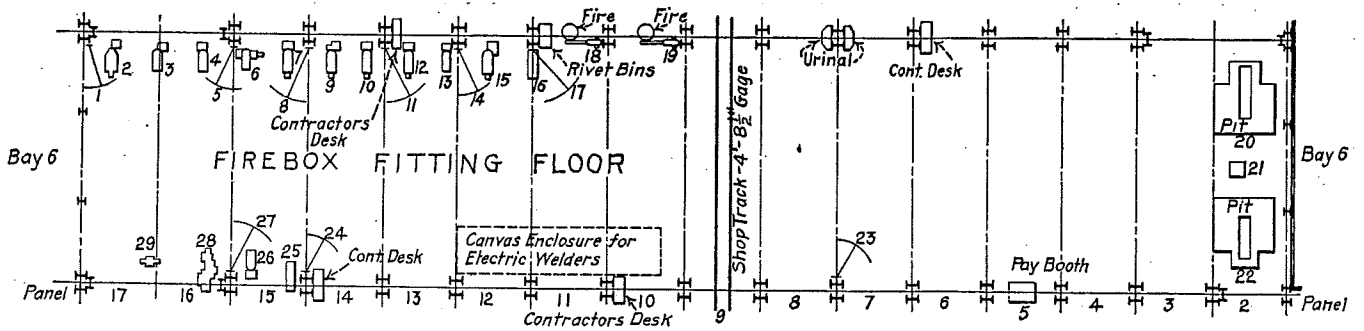 Fire
Fire
2
3
4
6
7
9
10
12
13
15
16
18
19
Rivet Bins
Urinal
Cont. Desk
1
5
8
11
14
17
Contractors
Desk
Pit
20
21
Pit
22
Bay 6
FIREBOX FITTING FLOOR
Shop Track-4'-8½" Gage
Bay 6
29
28
27
26
25
24
Cont. Desk
Canvas Enclosure for
Electric Welders
23
Pay Booth
Panel 17 16 15 14 13 12 11 10 9 8 7 6 5 4 3 2 Panel
Contractors Desk